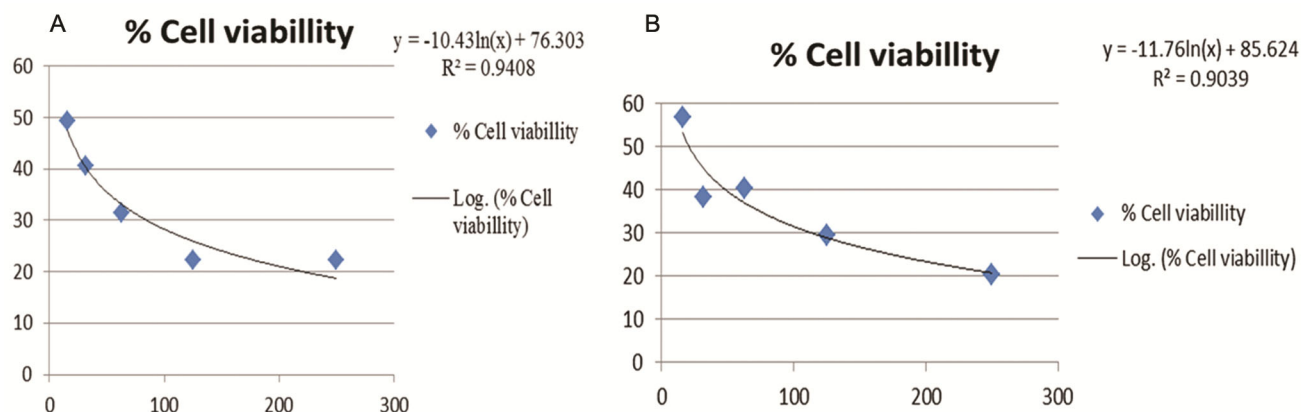 A
% Cell viabillity
y = -10.43ln(x) + 76.303
R² = 0.9408
60
50
40
30
20
10
0
0
100
200
300
% Cell viabillity
Log. (% Cell
viabillity)
B
% Cell viabillity
y = -11.76ln(x) + 85.624
R² = 0.9039
60
50
40
30
20
10
0
0
100
200
300
% Cell viabillity
Log. (% Cell viabillity)